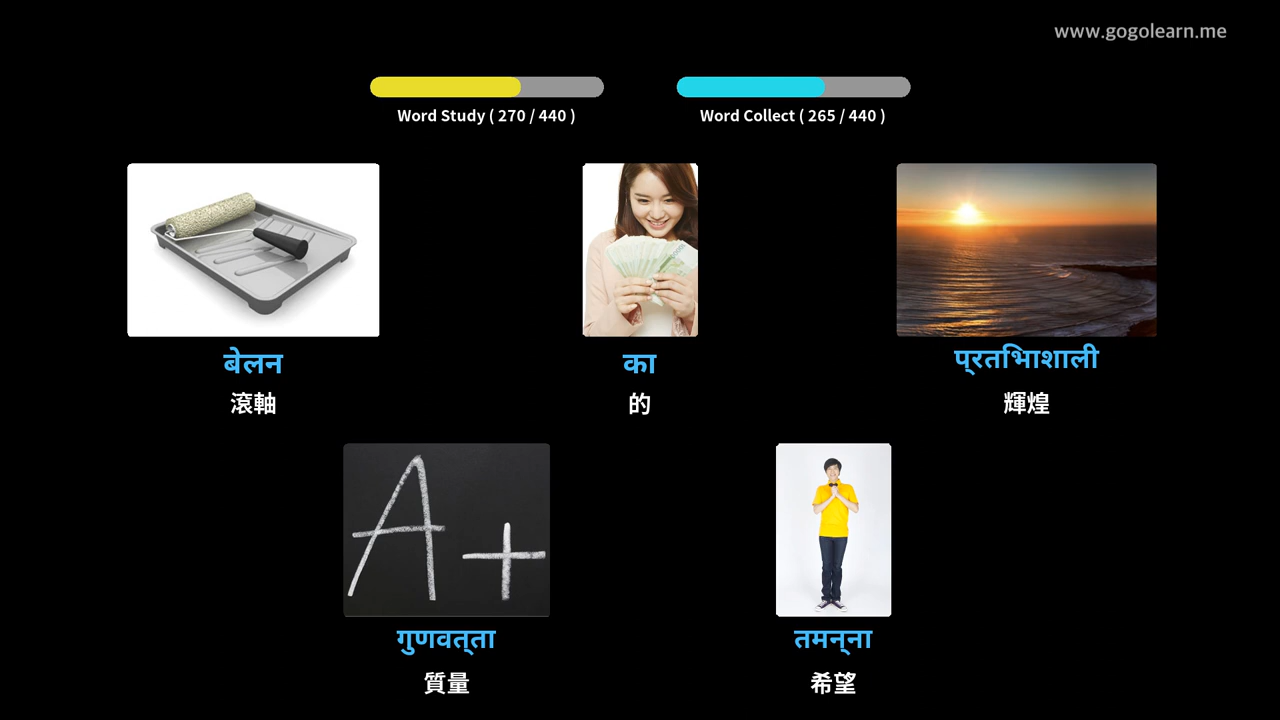 www.gogolearn.me
Word Study ( 270 / 440 )
Word Collect ( 265 / 440 )
बेलन
滾軸
का
的
प्रतिभाशाली
輝煌
A+
गुणवत्ता
質量
तमन्ना
希望